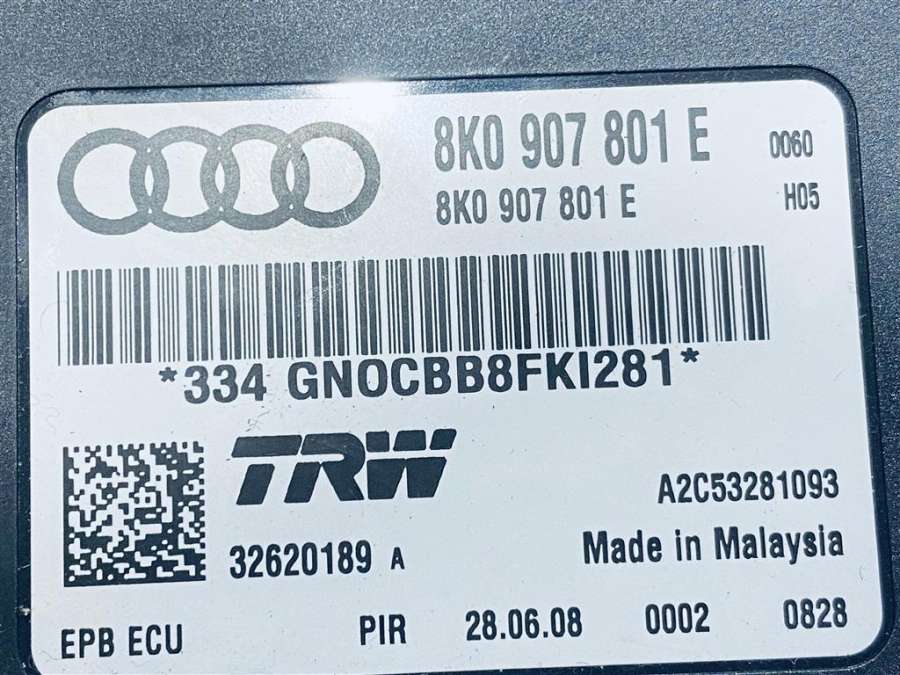 8K0 907 801 E 0060
8K0 907 801 E H05
*334 GN0CBB8FKI281*
TRW
A2C53281093
32620189 A Made in Malaysia
EPB ECU PIR 28.06.08 0002 0828